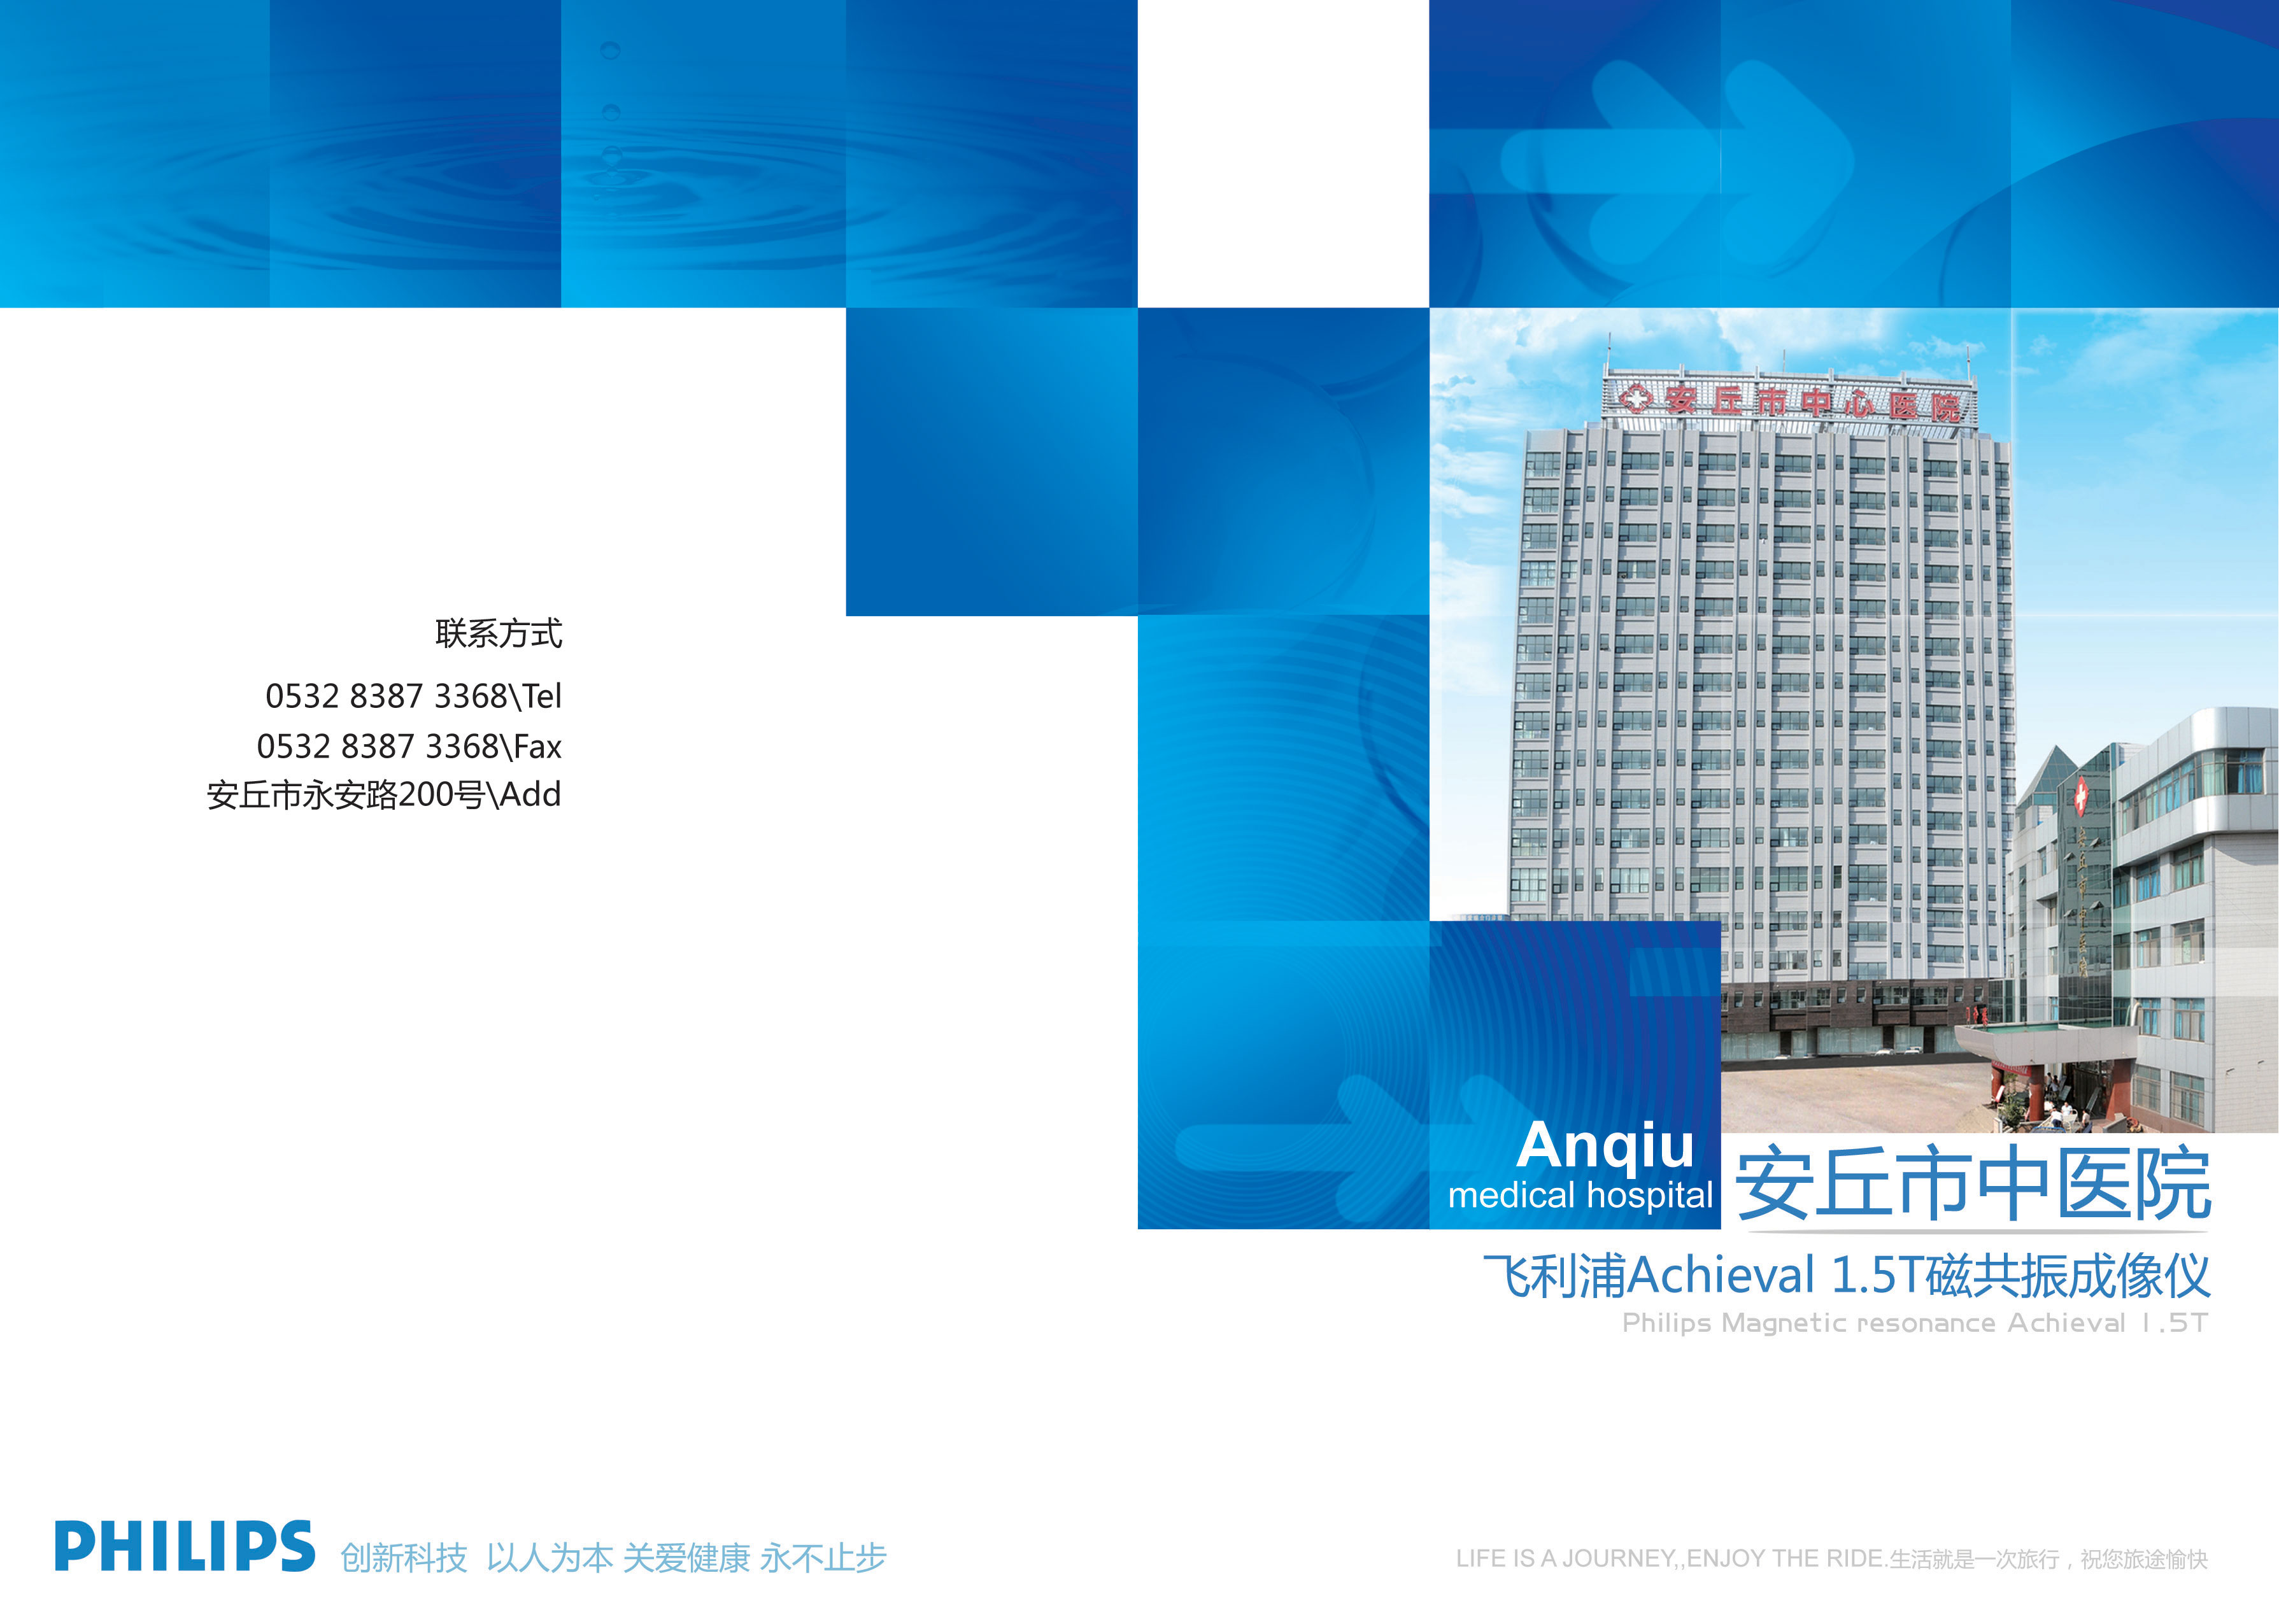 安丘市中心医院
联系方式
0532 8387 3368\Tel
0532 8387 3368\Fax
安丘市永安路200号\Add
Anqiu
medical hospital
安丘市中医院
飞利浦Achieval 1.5T磁共振成像仪
Philips Magnetic resonance Achieval 1.5T
PHILIPS 创新科技 以人为本 关爱健康 永不止步
LIFE IS A JOURNEY,,ENJOY THE RIDE.生活就是一次旅行，祝您旅途愉快